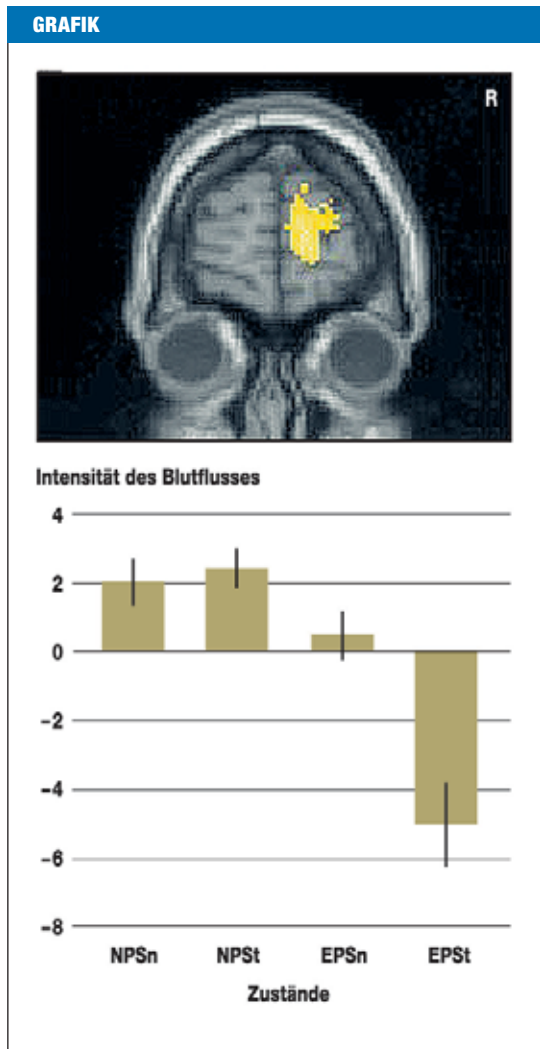 GRAFIK
R
Intensität des Blutflusses
4
2
0
−2
−4
−6
−8
NPSn NPSt EPSn EPSt
Zustände